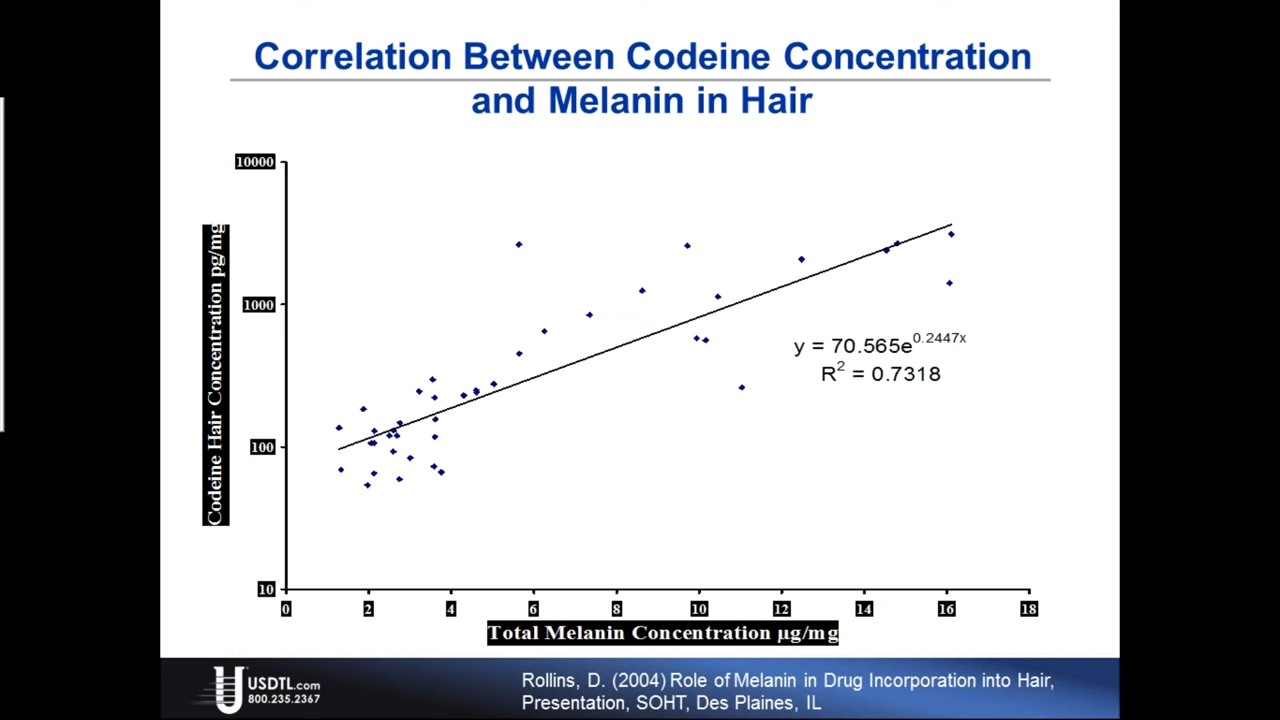 Correlation Between Codeine Concentration
and Melanin in Hair
10000
1000
100
10
Codeine Hair Concentration pg/mg
y = 70.565e^0.2447x
R² = 0.7318
0 2 4 6 8 10 12 14 16 18
Total Melanin Concentration µg/mg
USDTL.com
800.235.2367
Rollins, D. (2004) Role of Melanin in Drug Incorporation into Hair,
Presentation, SOHT, Des Plaines, IL